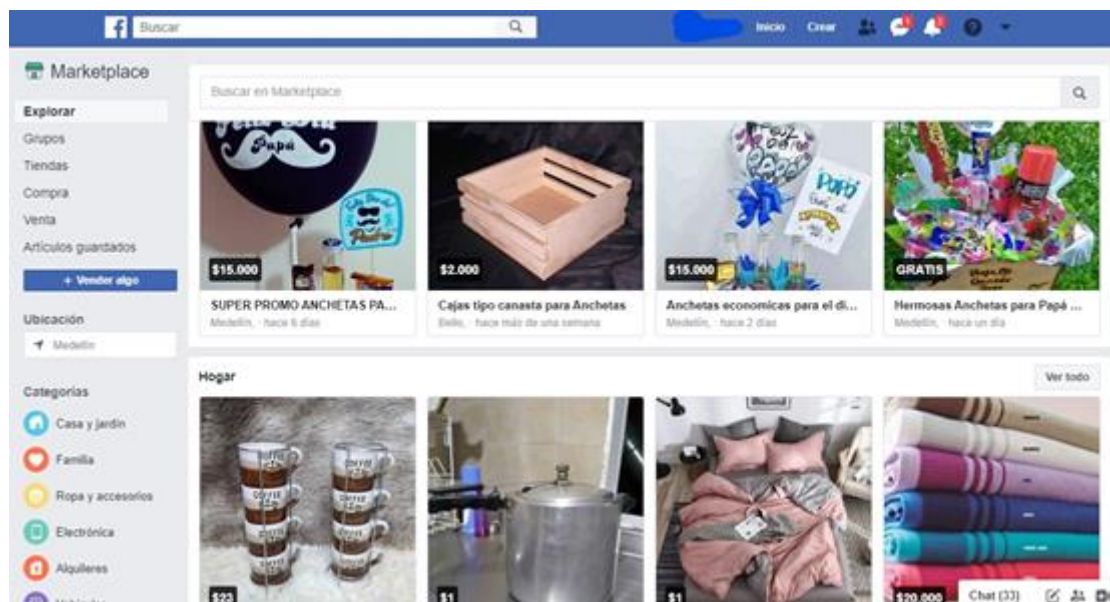 Buscar
Inicio
Crear
Marketplace
Buscar en Marketplace
Explorar
Grupos
Tiendas
Compra
Venta
Artículos guardados
+ Vender algo
Ubicación
Medellín
Categorías
Casa y jardín
Familia
Ropa y accesorios
Electrónica
Alquileres
Papá
Padre
$15.000
SUPER PROMO ANCHETAS PA...
Medellín, · hace 6 días
$2.000
Cajas tipo canasta para Anchetas
Bello, · hace más de una semana
Papá
$15.000
Anchetas economicas para el di...
Medellín, · hace 2 días
GRATIS
Hermosas Anchetas para Papá ...
Medellín, · hace un día
Hogar
Ver todo
$23
$1
$1
$20.000
Chat (33)